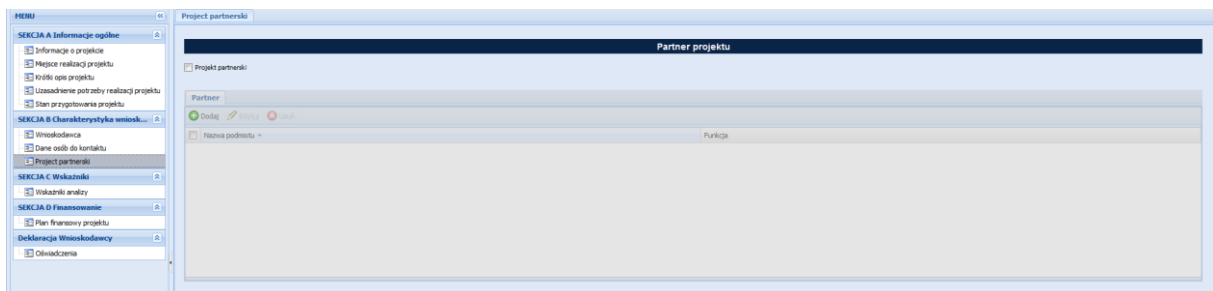 MENU
SEKCJA A Informacje ogólne
Informacje o projekcie
Miejsce realizacji projektu
Krótki opis projektu
Uzasadnienie potrzeby realizacji projektu
Stan przygotowania projektu
SEKCJA B Charakterystyka wniosk...
Wnioskodawca
Dane osób do kontaktu
Project partnerski
SEKCJA C Wskaźniki
Wskaźniki analizy
SEKCJA D Finansowanie
Plan finansowy projektu
Deklaracja Wnioskodawcy
Oświadczenia
Project partnerski
Partner projektu
Projekt partnerski
Partner
Dodaj Edytuj Usuń
Nazwa podmiotu Funkcja